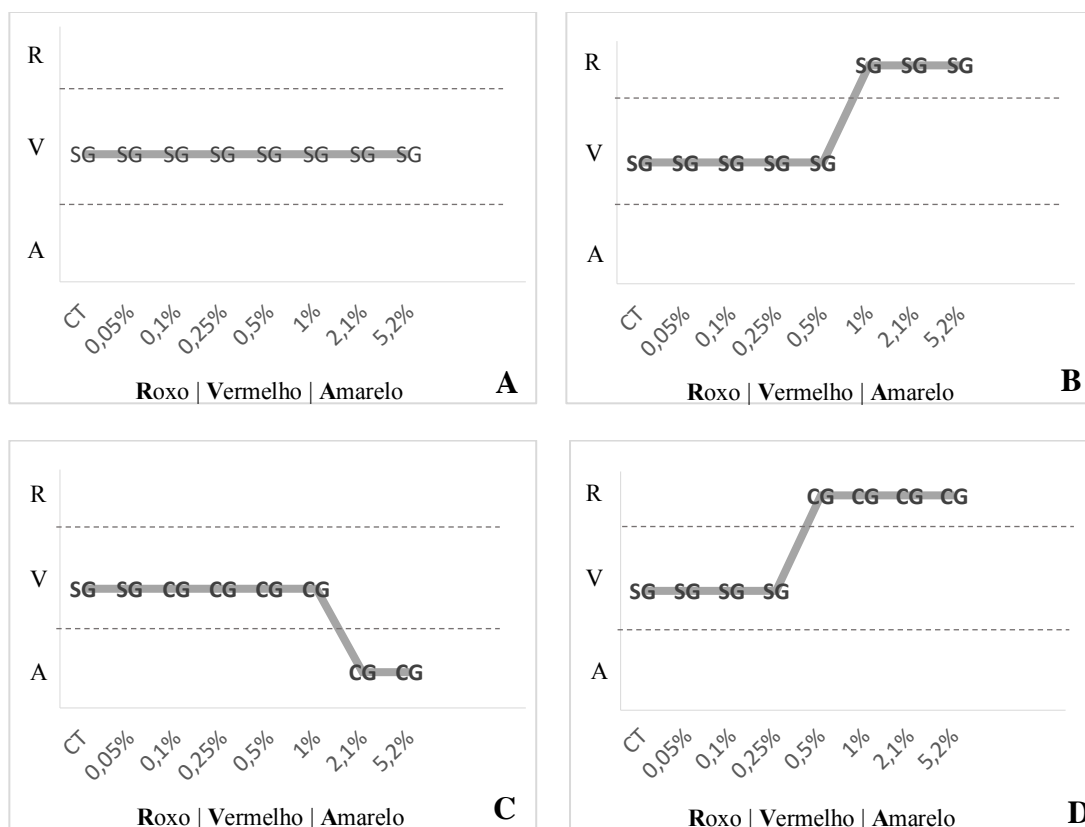 R
V
A
SG SG SG SG SG SG SG SG
CT 0,05% 0,1% 0,25% 0,5% 1% 2,1% 5,2%
Roxo | Vermelho | Amarelo
A
R
V
A
SG SG SG
SG SG SG SG SG
CT 0,05% 0,1% 0,25% 0,5% 1% 2,1% 5,2%
Roxo | Vermelho | Amarelo
B
R
V
A
SG SG CG CG CG CG
CG CG
CT 0,05% 0,1% 0,25% 0,5% 1% 2,1% 5,2%
Roxo | Vermelho | Amarelo
C
R
V
A
CG CG CG CG
SG SG SG SG
CT 0,05% 0,1% 0,25% 0,5% 1% 2,1% 5,2%
Roxo | Vermelho | Amarelo
D